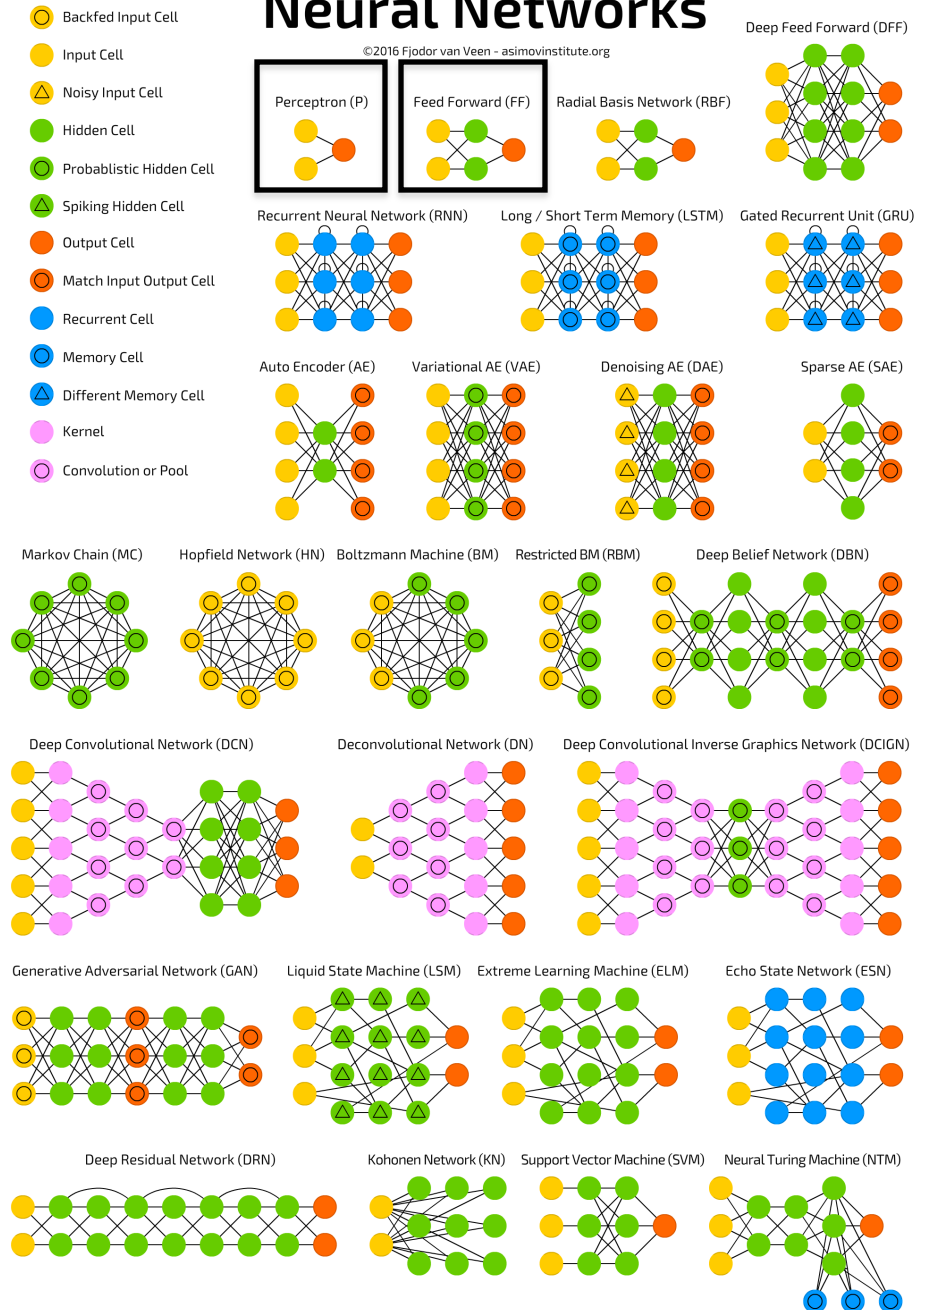 Neural Networks
©2016 Fjodor van Veen - asimovinstitute.org
Backfed Input Cell
Input Cell
Noisy Input Cell
Hidden Cell
Probablistic Hidden Cell
Spiking Hidden Cell
Output Cell
Match Input Output Cell
Recurrent Cell
Memory Cell
Different Memory Cell
Kernel
Convolution or Pool
Deep Feed Forward (DFF)
Perceptron (P)
Feed Forward (FF)
Radial Basis Network (RBF)
Recurrent Neural Network (RNN)
Long / Short Term Memory (LSTM)
Gated Recurrent Unit (GRU)
Auto Encoder (AE)
Variational AE (VAE)
Denoising AE (DAE)
Sparse AE (SAE)
Markov Chain (MC)
Hopfield Network (HN)
Boltzmann Machine (BM)
Restricted BM (RBM)
Deep Belief Network (DBN)
Deep Convolutional Network (DCN)
Deconvolutional Network (DN)
Deep Convolutional Inverse Graphics Network (DCIGN)
Generative Adversarial Network (GAN)
Liquid State Machine (LSM)
Extreme Learning Machine (ELM)
Echo State Network (ESN)
Deep Residual Network (DRN)
Kohonen Network (KN)
Support Vector Machine (SVM)
Neural Turing Machine (NTM)